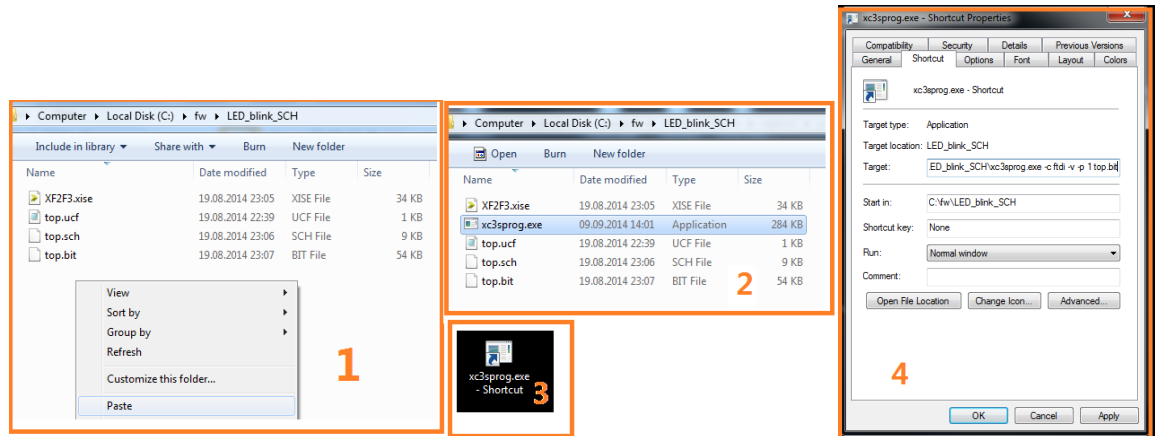 Computer ▸ Local Disk (C:) ▸ fw ▸ LED_blink_SCH
Include in library Share with Burn New folder
Name Date modified Type Size
XF2F3.xise 19.08.2014 23:05 XISE File 34 KB
top.ucf 19.08.2014 22:39 UCF File 1 KB
top.sch 19.08.2014 23:06 SCH File 9 KB
top.bit 19.08.2014 23:07 BIT File 54 KB
View
Sort by
Group by
Refresh
Customize this folder...
Paste
1
Computer ▸ Local Disk (C:) ▸ fw ▸ LED_blink_SCH
Open Burn New folder
Name Date modified Type Size
XF2F3.xise 19.08.2014 23:05 XISE File 34 KB
xc3sprog.exe 09.09.2014 14:01 Application 284 KB
top.ucf 19.08.2014 22:39 UCF File 1 KB
top.sch 19.08.2014 23:06 SCH File 9 KB
top.bit 19.08.2014 23:07 BIT File 54 KB
2
xc3sprog.exe
- Shortcut
3
xc3sprog.exe - Shortcut Properties
Compatibility Security Details Previous Versions
General Shortcut Options Font Layout Colors
xc3sprog.exe - Shortcut
Target type: Application
Target location: LED_blink_SCH
Target: ED_blink_SCH\xc3sprog.exe -c ftdi -v -p 1 top.bit
Start in: C:\fw\LED_blink_SCH
Shortcut key: None
Run: Normal window
Comment:
Open File Location Change Icon... Advanced...
4
OK Cancel Apply